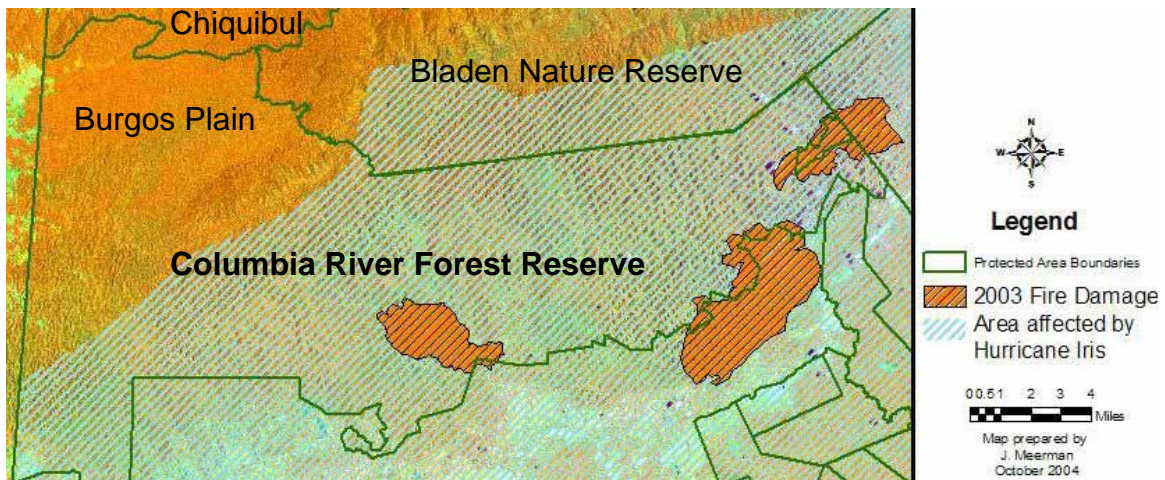 Chiquibul
Bladen Nature Reserve
Burgos Plain
Columbia River Forest Reserve
N
W
E
S
Legend
Protected Area Boundaries
2003 Fire Damage
Area affected by
Hurricane Iris
0 0.5 1 2 3 4
Miles
Map prepared by
J. Meerman
October 2004